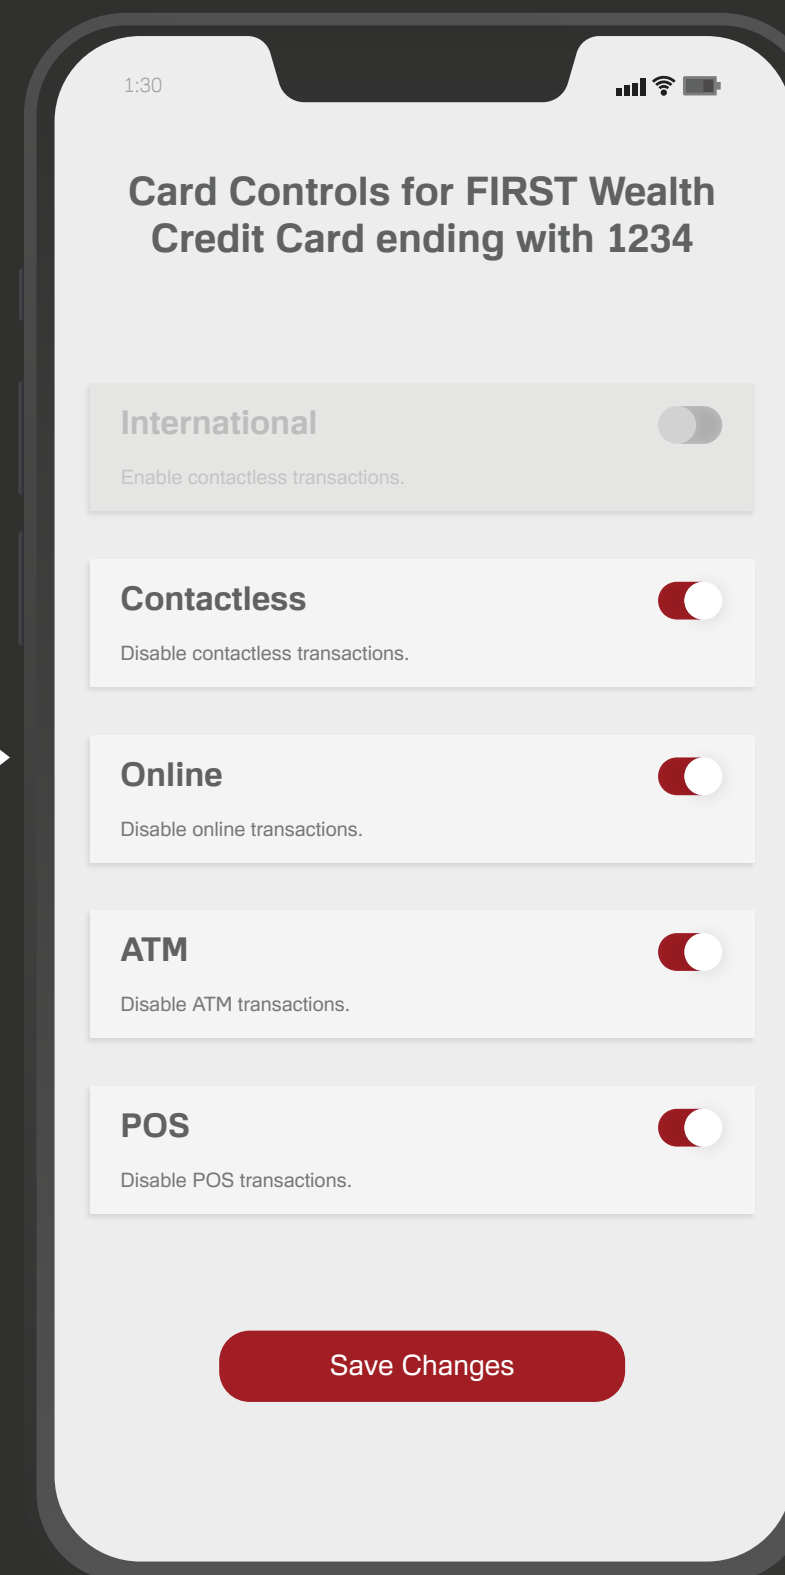 1:30
Card Controls for FIRST Wealth
Credit Card ending with 1234
International
Enable contactless transactions.
Contactless
Disable contactless transactions.
Online
Disable online transactions.
ATM
Disable ATM transactions.
POS
Disable POS transactions.
Save Changes